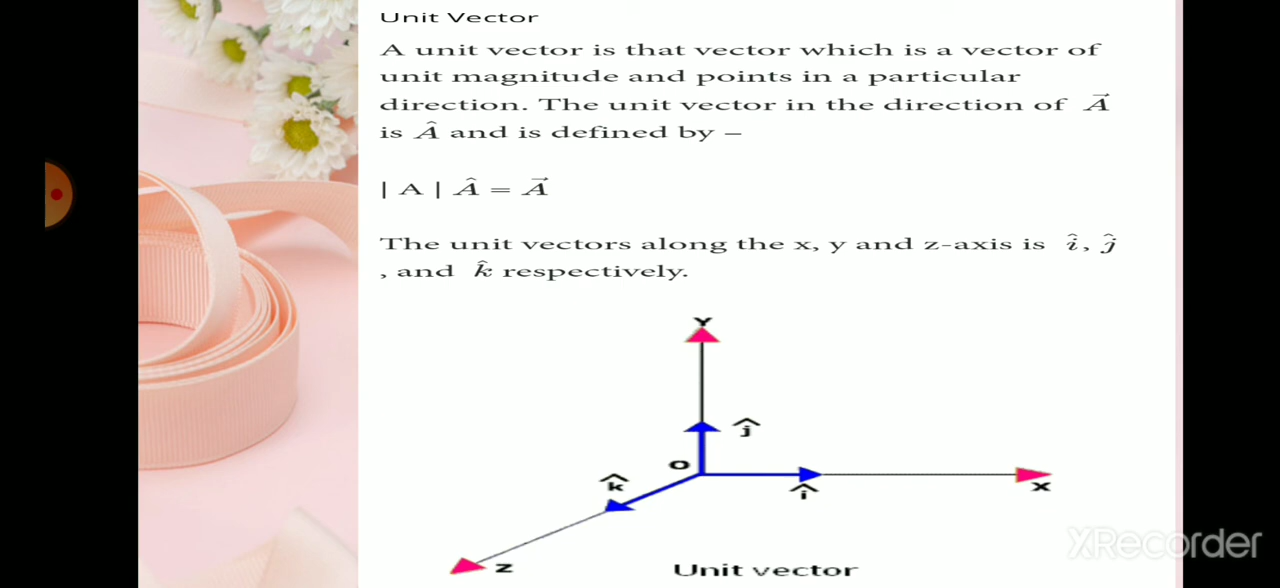 Unit Vector
A unit vector is that vector which is a vector of
unit magnitude and points in a particular
direction. The unit vector in the direction of A⃗
is Â and is defined by –
| A | Â = A⃗
The unit vectors along the x, y and z-axis is î, ĵ
, and k̂ respectively.
Y
ĵ
O
k̂
î
X
Z
Unit vector
XRecorder